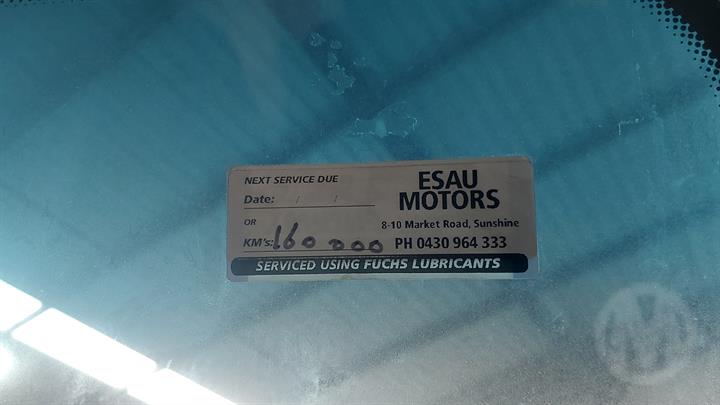 NEXT SERVICE DUE
Date: / /
OR
KM's: 160 000
ESAU
MOTORS
8-10 Market Road, Sunshine
PH 0430 964 333
SERVICED USING FUCHS LUBRICANTS